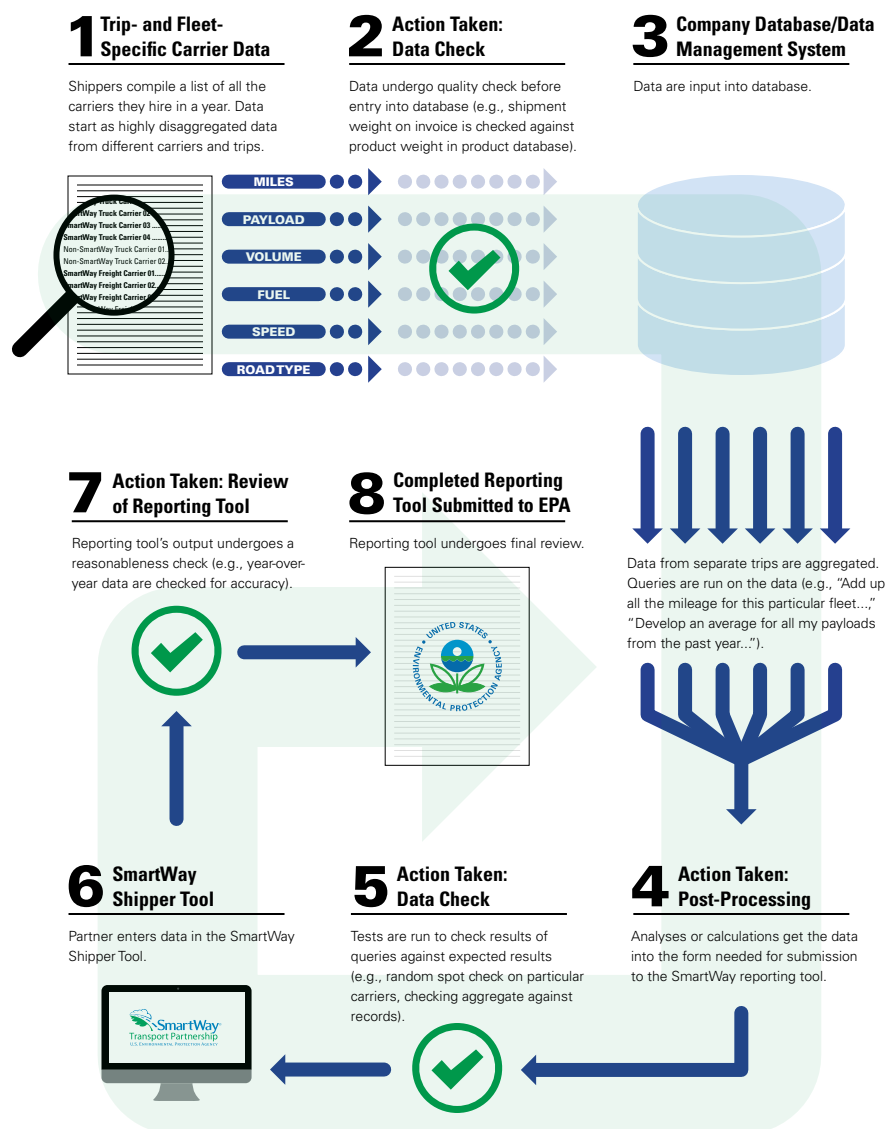 1 Trip- and Fleet-
Specific Carrier Data
Shippers compile a list of all the
carriers they hire in a year. Data
start as highly disaggregated data
from different carriers and trips.
2 Action Taken:
Data Check
Data undergo quality check before
entry into database (e.g., shipment
weight on invoice is checked against
product weight in product database).
3 Company Database/Data
Management System
Data are input into database.
Truck
SmartWay Truck Carrier 03
SmartWay Truck Carrier 04 ........
Non-SmartWay Truck Carrier 01..
Non-SmartWay Truck Carrier 02..
SmartWay Freight Carrier 01.....
Freight Carrier 02...
Freight Carrier
MILES
PAYLOAD
VOLUME
FUEL
SPEED
ROAD TYPE
Data from separate trips are aggregated.
Queries are run on the data (e.g., “Add up
all the mileage for this particular fleet...,”
“Develop an average for all my payloads
from the past year...”).
4 Action Taken:
Post-Processing
Analyses or calculations get the data
into the form needed for submission
to the SmartWay reporting tool.
5 Action Taken:
Data Check
Tests are run to check results of
queries against expected results
(e.g., random spot check on particular
carriers, checking aggregate against
records).
6 SmartWay
Shipper Tool
Partner enters data in the SmartWay
Shipper Tool.
SmartWay
Transport Partnership
U.S. ENVIRONMENTAL PROTECTION AGENCY
7 Action Taken: Review
of Reporting Tool
Reporting tool’s output undergoes a
reasonableness check (e.g., year-over-
year data are checked for accuracy).
8 Completed Reporting
Tool Submitted to EPA
Reporting tool undergoes final review.
UNITED STATES
ENVIRONMENTAL PROTECTION AGENCY